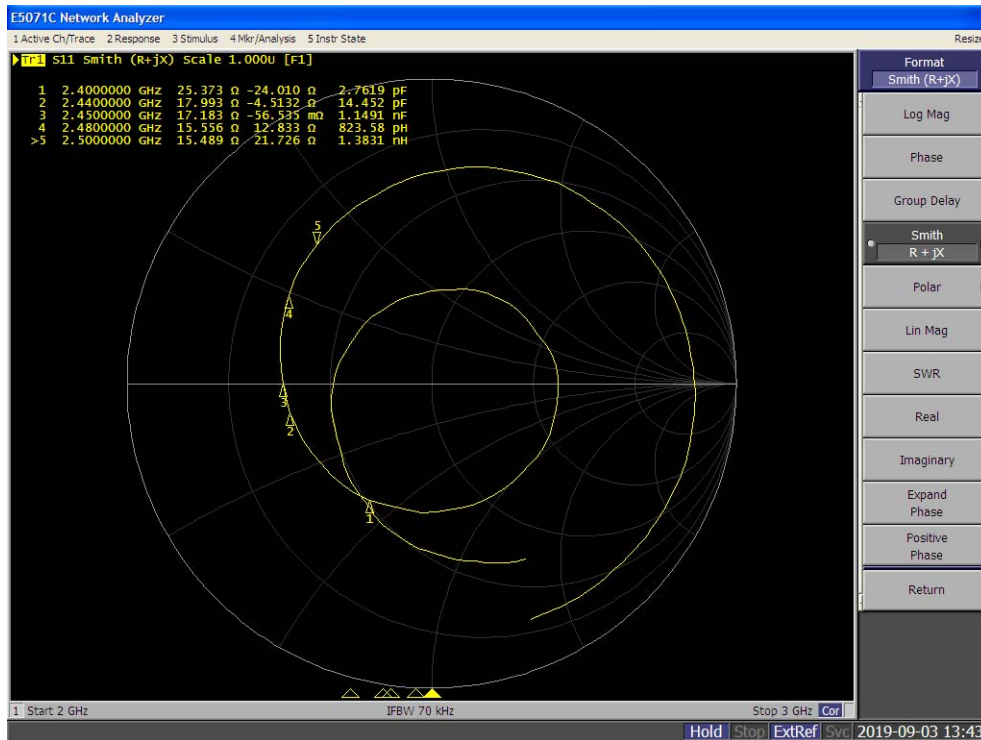 E5071C Network Analyzer
1 Active Ch/Trace 2 Response 3 Stimulus 4 Mkr/Analysis 5 Instr State
Resize
Tr1 S11 Smith (R+jX) Scale 1.000U [F1]
1 2.4000000 GHz 25.373 Ω -24.010 Ω 2.7619 pF
2 2.4400000 GHz 17.993 Ω -4.5132 Ω 14.452 pF
3 2.4500000 GHz 17.183 Ω -56.535 mΩ 1.1491 nF
4 2.4800000 GHz 15.556 Ω 12.833 Ω 823.58 pH
>5 2.5000000 GHz 15.489 Ω 21.726 Ω 1.3831 nH
5
4
3
2
1
Format
Smith (R+jX)
Log Mag
Phase
Group Delay
Smith
R + jX
Polar
Lin Mag
SWR
Real
Imaginary
Expand
Phase
Positive
Phase
Return
1 Start 2 GHz
IFBW 70 kHz
Stop 3 GHz Cor
Hold Stop ExtRef Svc 2019-09-03 13:43